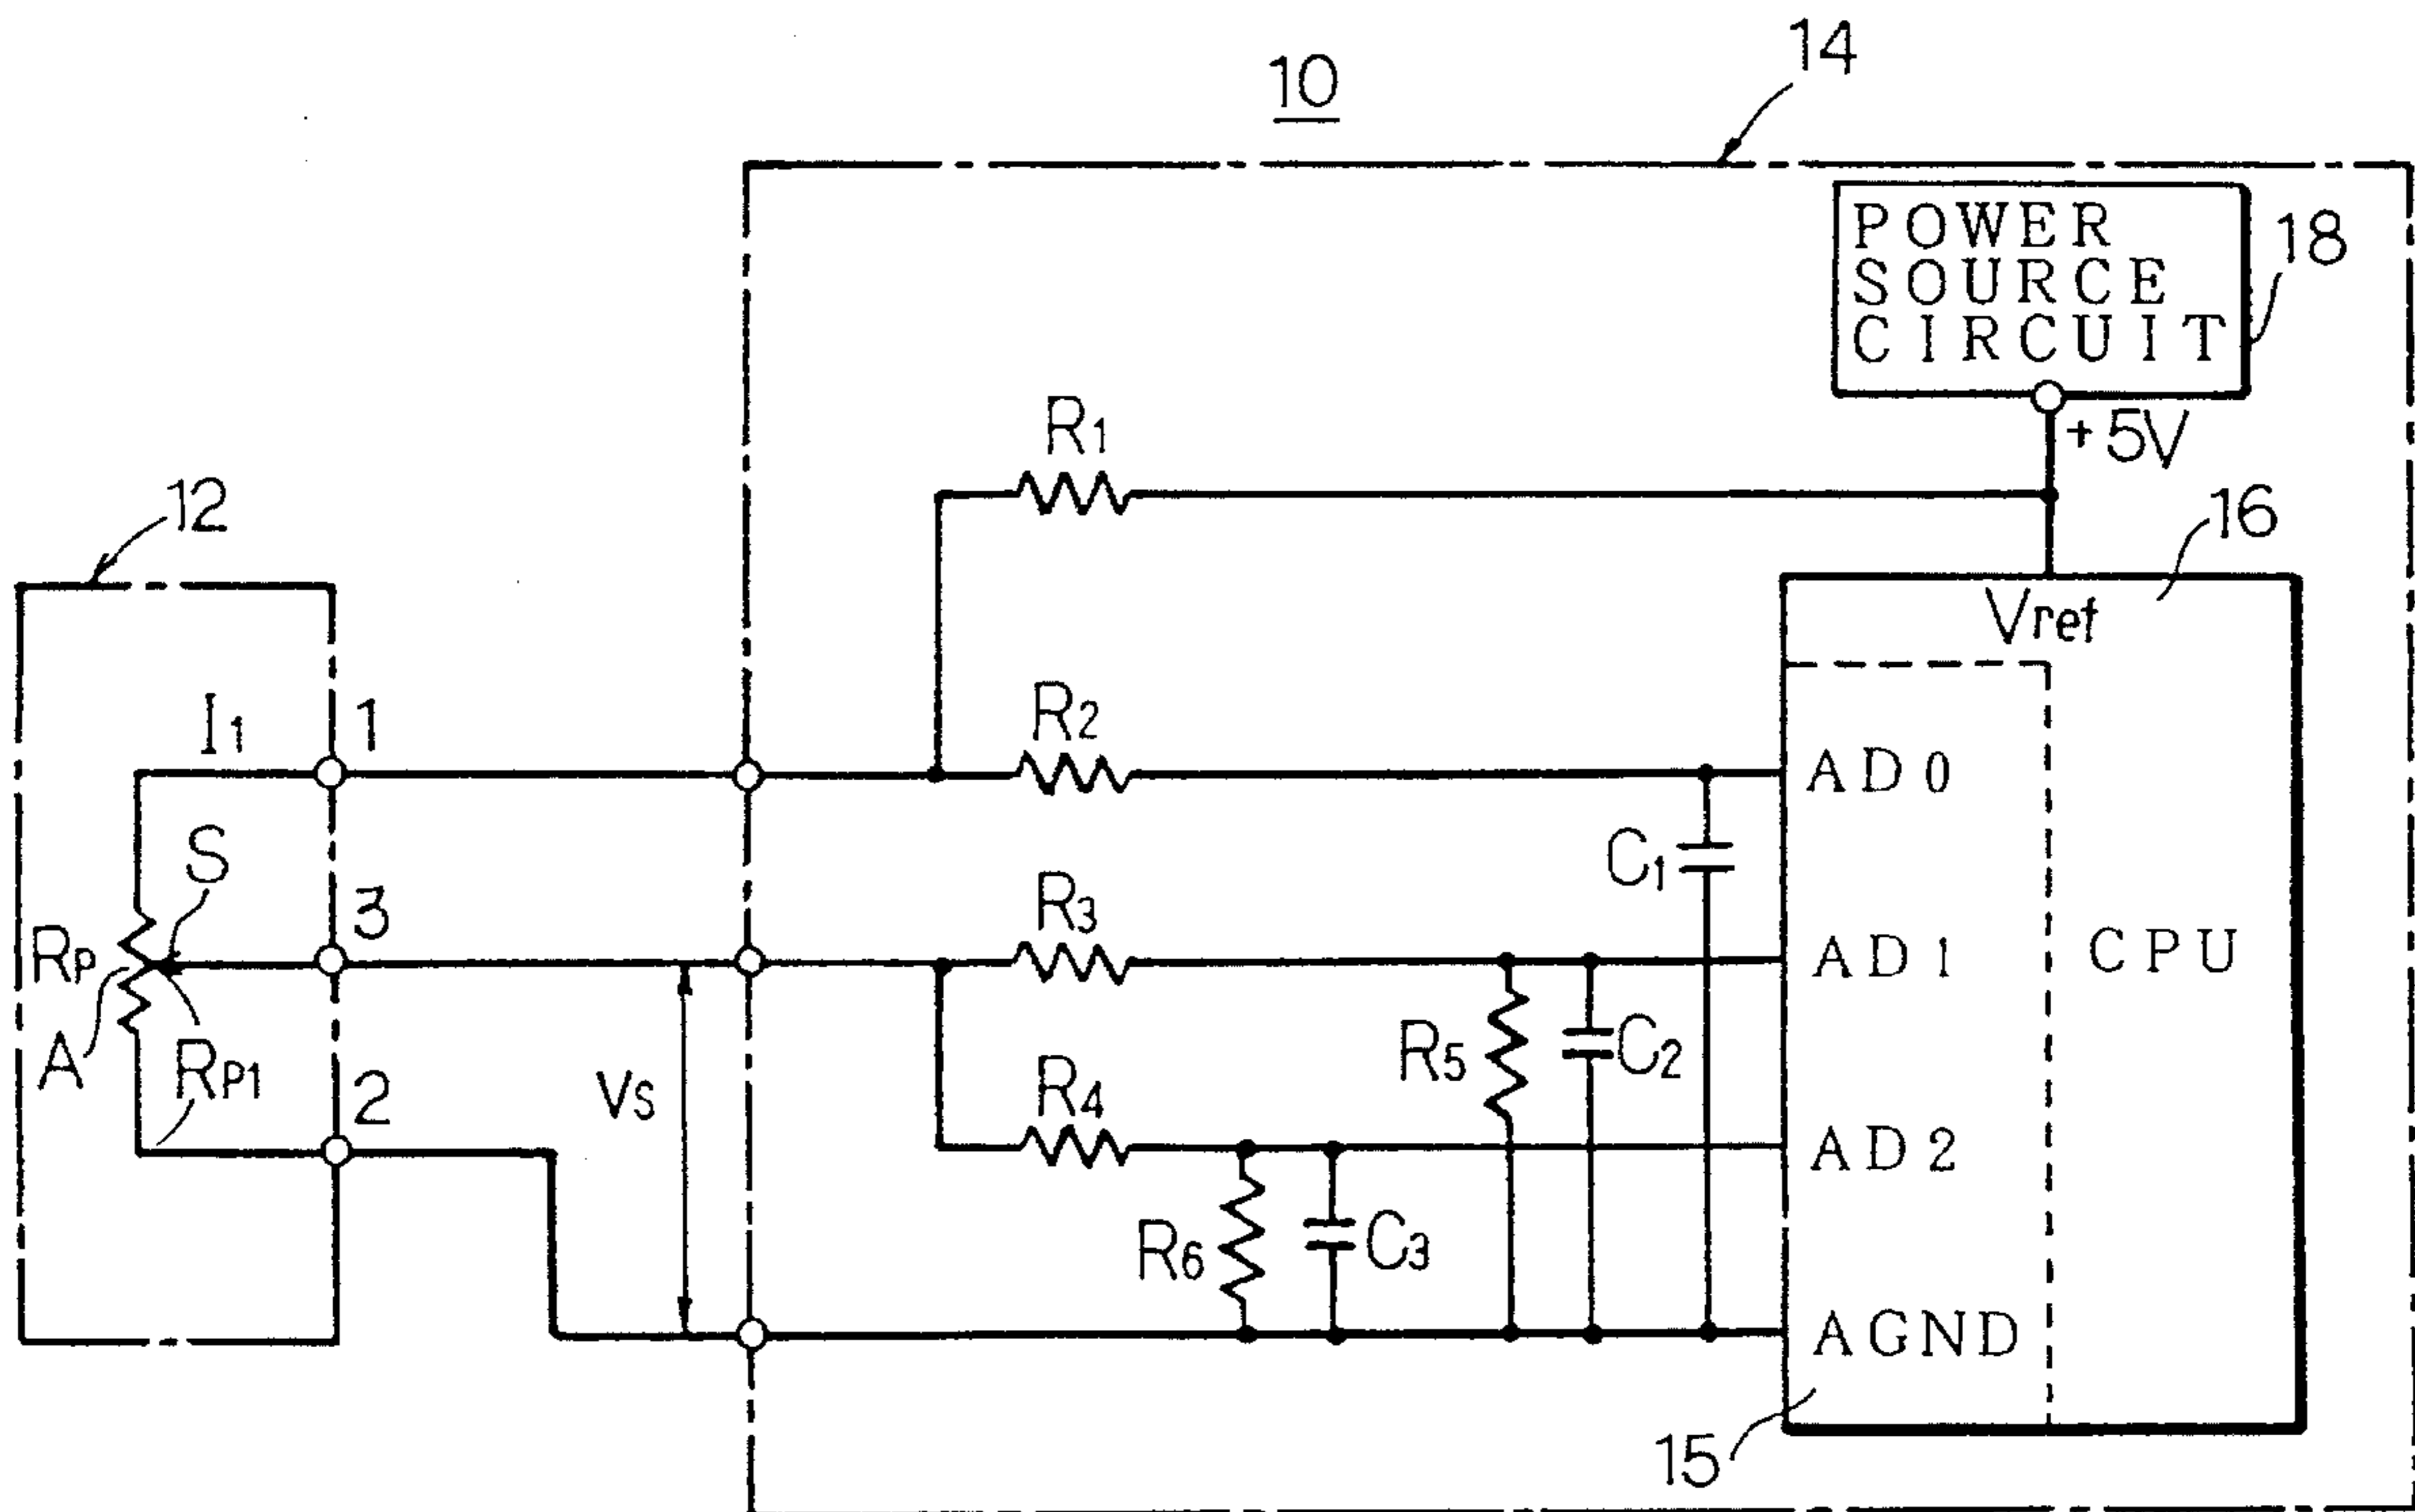 14
10
POWER
SOURCE
CIRCUIT
18
+5V
R1
12
16
Vref
I1
1
R2
AD0
S
3
C1
R3
RP
AD1
CPU
A
RP1
2
VS
R5
C2
R4
AD2
R6
C3
AGND
15